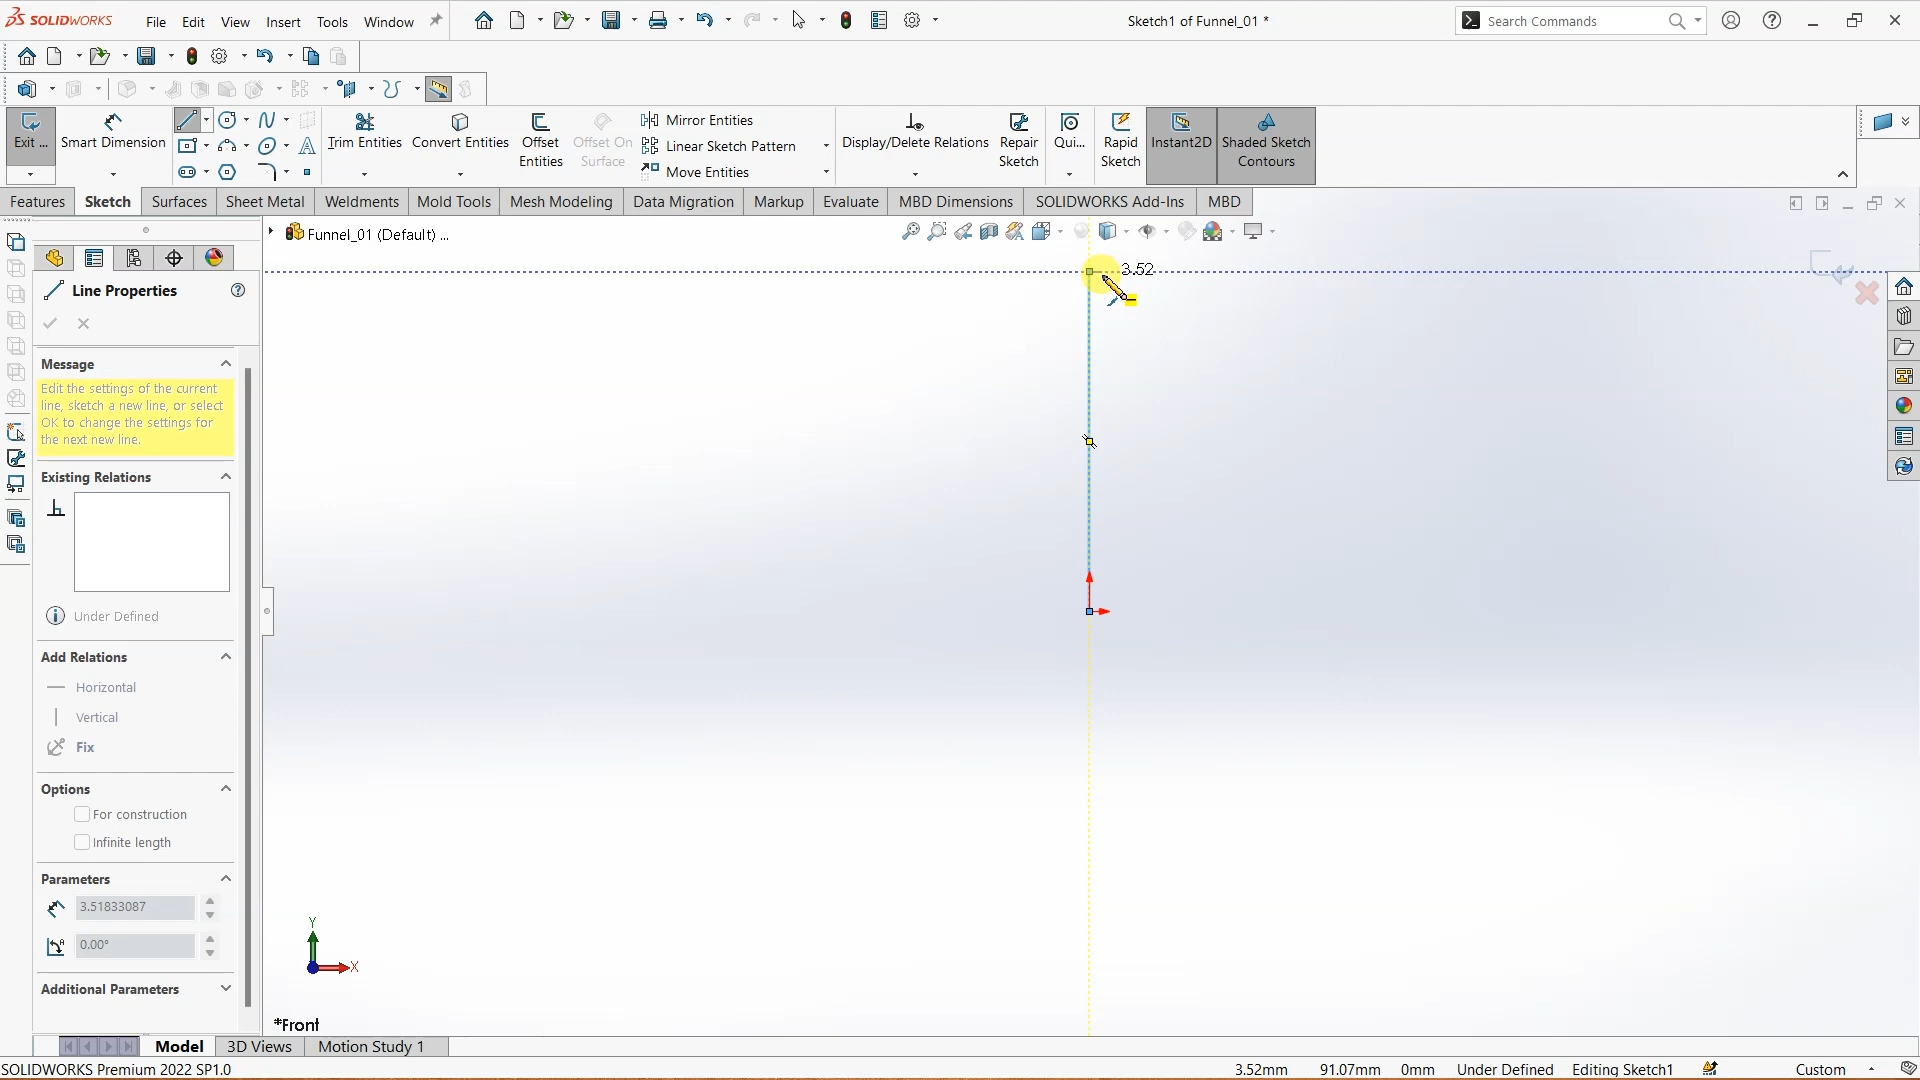 SOLIDWORKS File Edit View Insert Tools Window
Sketch1 of Funnel_01 *
Search Commands
Exit ...
Smart Dimension
Trim Entities
Convert Entities
Offset Entities
Offset On Surface
Mirror Entities
Linear Sketch Pattern
Move Entities
Display/Delete Relations
Repair Sketch
Qui...
Rapid Sketch
Instant2D
Shaded Sketch Contours
Features Sketch Surfaces Sheet Metal Weldments Mold Tools Mesh Modeling Data Migration Markup Evaluate MBD Dimensions SOLIDWORKS Add-Ins MBD
Funnel_01 (Default) ...
3.52
Line Properties
Message
Edit the settings of the current
line, sketch a new line, or select
OK to change the settings for
the next new line.
Existing Relations
Under Defined
Add Relations
Horizontal
Vertical
Fix
Options
For construction
Infinite length
Parameters
3.51833087
0.00°
Additional Parameters
Y
X
*Front
Model 3D Views Motion Study 1
SOLIDWORKS Premium 2022 SP1.0
3.52mm 91.07mm 0mm Under Defined Editing Sketch1 Custom